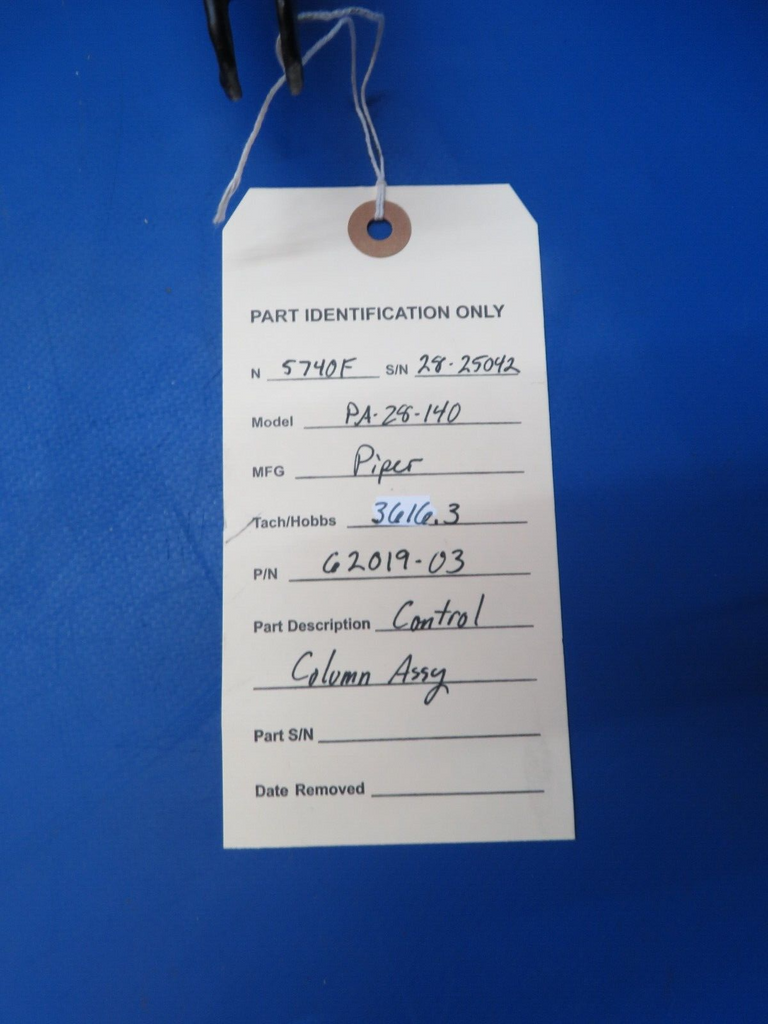 PART IDENTIFICATION ONLY
N 5740F S/N 28-25042
Model PA-28-140
MFG Piper
Tach/Hobbs 3616.3
P/N 62019-03
Part Description Control
Column Assy
Part S/N
Date Removed